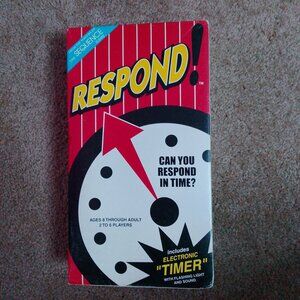 SEQUENCE
RESPOND!
CAN YOU
RESPOND
IN TIME?
AGES 8 THROUGH ADULT
2 TO 6 PLAYERS
includes
ELECTRONIC
"TIMER"
WITH FLASHING LIGHT
AND SOUND